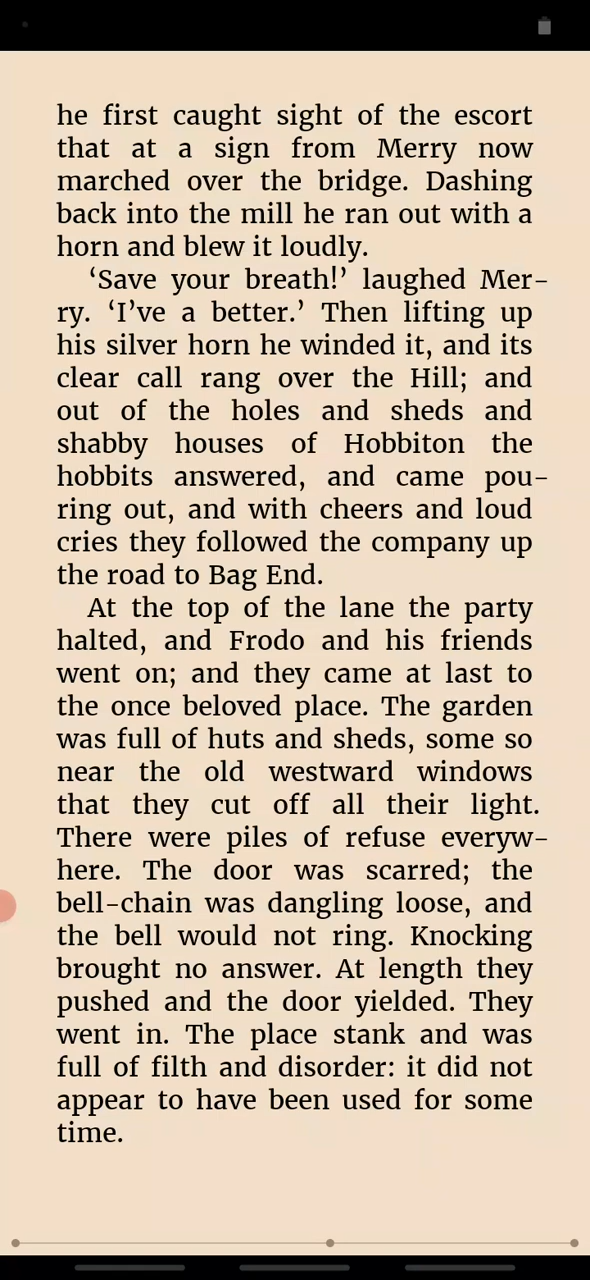 he first caught sight of the escort
that at a sign from Merry now
marched over the bridge. Dashing
back into the mill he ran out with a
horn and blew it loudly.
‘Save your breath!’ laughed Mer-
ry. ‘I’ve a better.’ Then lifting up
his silver horn he winded it, and its
clear call rang over the Hill; and
out of the holes and sheds and
shabby houses of Hobbiton the
hobbits answered, and came pou-
ring out, and with cheers and loud
cries they followed the company up
the road to Bag End.
At the top of the lane the party
halted, and Frodo and his friends
went on; and they came at last to
the once beloved place. The garden
was full of huts and sheds, some so
near the old westward windows
that they cut off all their light.
There were piles of refuse everyw-
here. The door was scarred; the
bell-chain was dangling loose, and
the bell would not ring. Knocking
brought no answer. At length they
pushed and the door yielded. They
went in. The place stank and was
full of filth and disorder: it did not
appear to have been used for some
time.